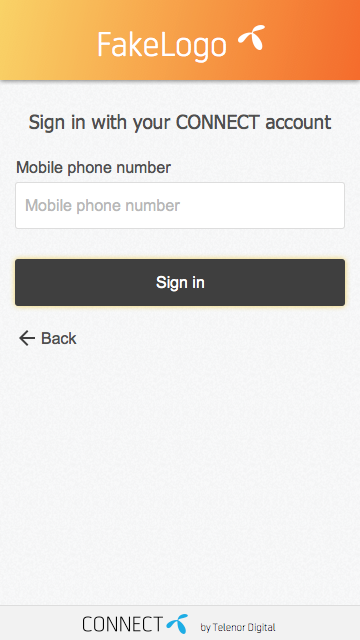 FakeLogo
Sign in with your CONNECT account
Mobile phone number
Mobile phone number
Sign in
Back
CONNECT by Telenor Digital